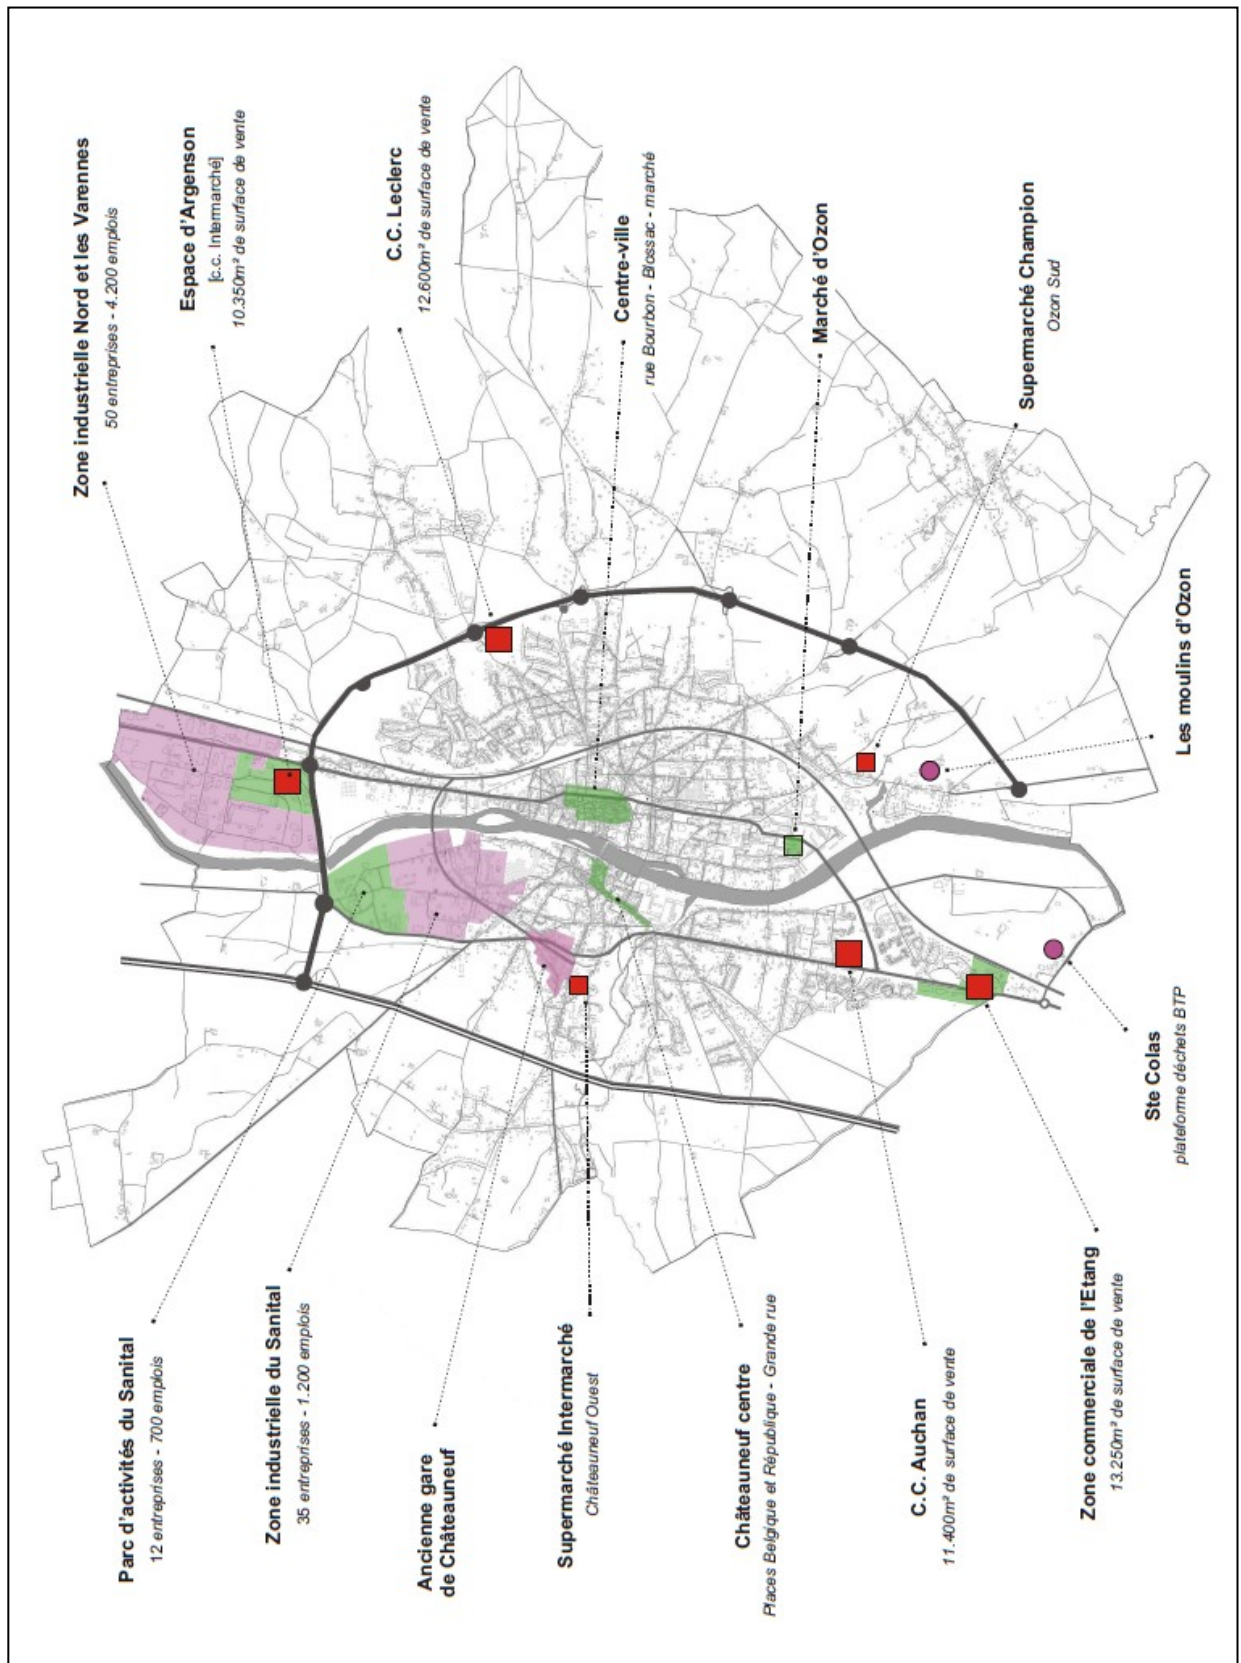 Zone industrielle Nord et les Varennes
50 entreprises - 4.200 emplois
Espace d'Argenson
[c.c. Intermarché]
10.350m² de surface de vente
C.C. Leclerc
12.600m² de surface de vente
Centre-ville
rue Bourbon - Blossac - marché
Marché d'Ozon
Supermarché Champion
Ozon Sud
Les moulins d'Ozon
Ste Colas
plateforme déchets BTP
Parc d'activités du Sanital
12 entreprises - 700 emplois
Zone industrielle du Sanital
35 entreprises - 1.200 emplois
Ancienne gare
de Châteauneuf
Supermarché Intermarché
Châteauneuf Ouest
Châteauneuf centre
Places Belgique et République - Grande rue
C.C. Auchan
11.400m² de surface de vente
Zone commerciale de l'Etang
13.250m² de surface de vente